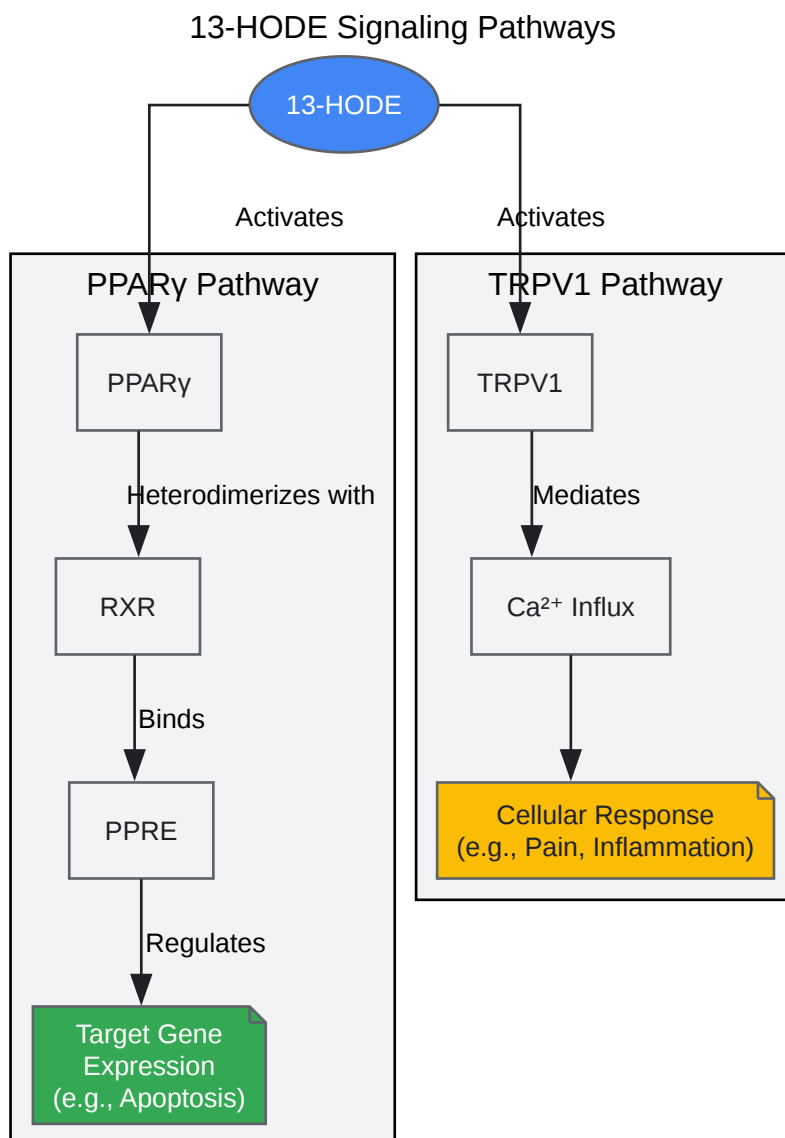 13-HODE Signaling Pathways
13-HODE
Activates
Activates
PPARγ Pathway
PPARγ
Heterodimerizes with
RXR
Binds
PPRE
Regulates
Target Gene
Expression
(e.g., Apoptosis)
TRPV1 Pathway
TRPV1
Mediates
Ca²⁺ Influx
Cellular Response
(e.g., Pain, Inflammation)